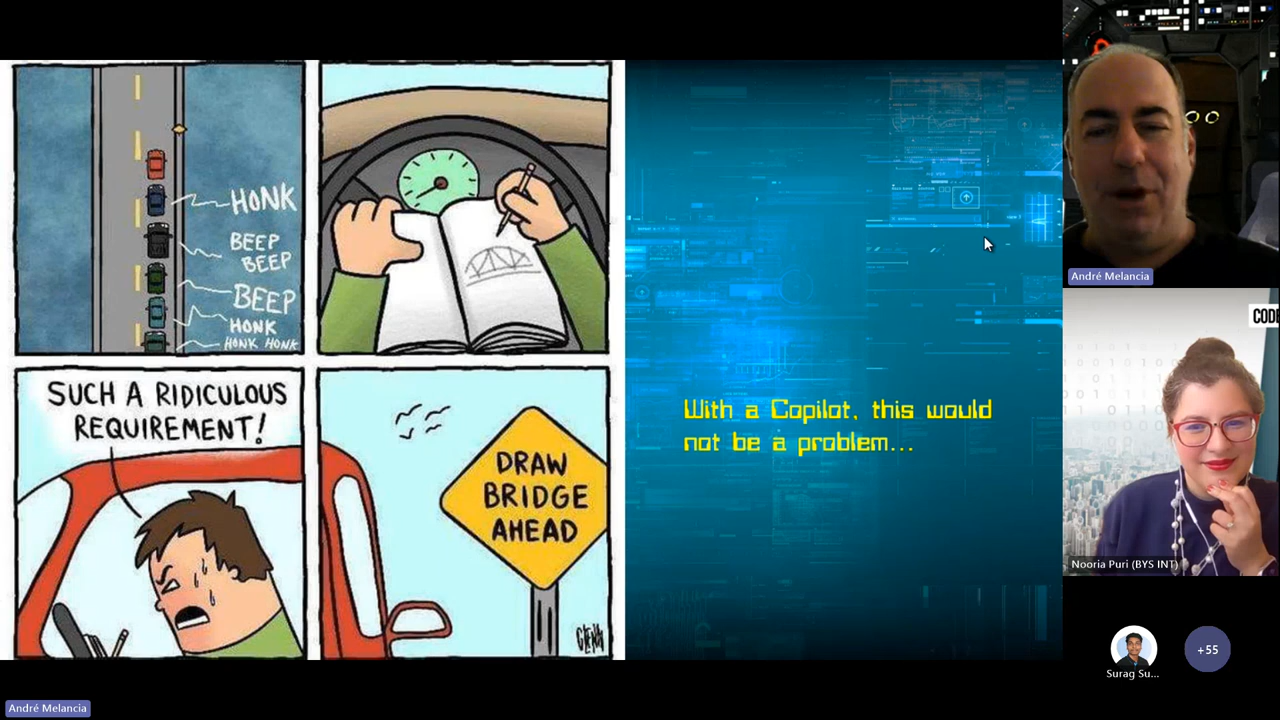 HONK
BEEP
BEEP
BEEP
HONK
HONK HONK
SUCH A RIDICULOUS
REQUIREMENT!
DRAW
BRIDGE
AHEAD
GLENN
With a Copilot, this would
not be a problem...
André Melancia
CODE
Nooria Puri (BYS INT)
Surag Su...
+55
André Melancia